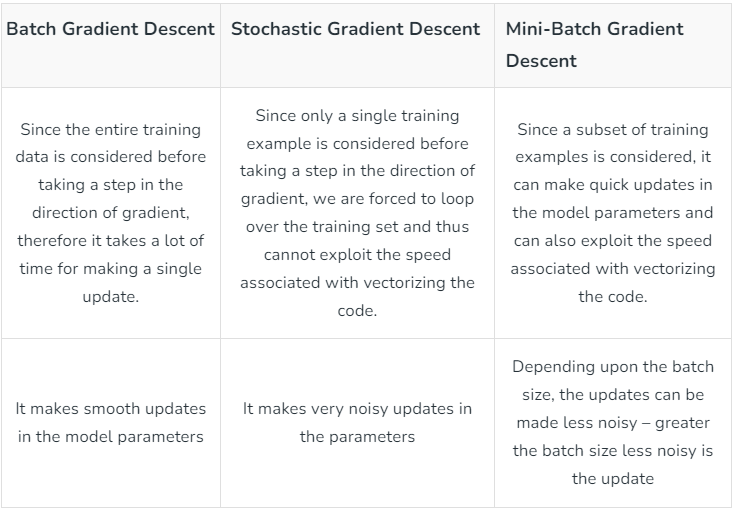 Batch Gradient Descent
Stochastic Gradient Descent
Mini-Batch Gradient
Descent
Since the entire training
data is considered before
taking a step in the
direction of gradient,
therefore it takes a lot of
time for making a single
update.
Since only a single training
example is considered before
taking a step in the direction of
gradient, we are forced to loop
over the training set and thus
cannot exploit the speed
associated with vectorizing the
code.
Since a subset of training
examples is considered, it
can make quick updates in
the model parameters and
can also exploit the speed
associated with vectorizing
the code.
It makes smooth updates
in the model parameters
It makes very noisy updates in
the parameters
Depending upon the batch
size, the updates can be
made less noisy – greater
the batch size less noisy is
the update